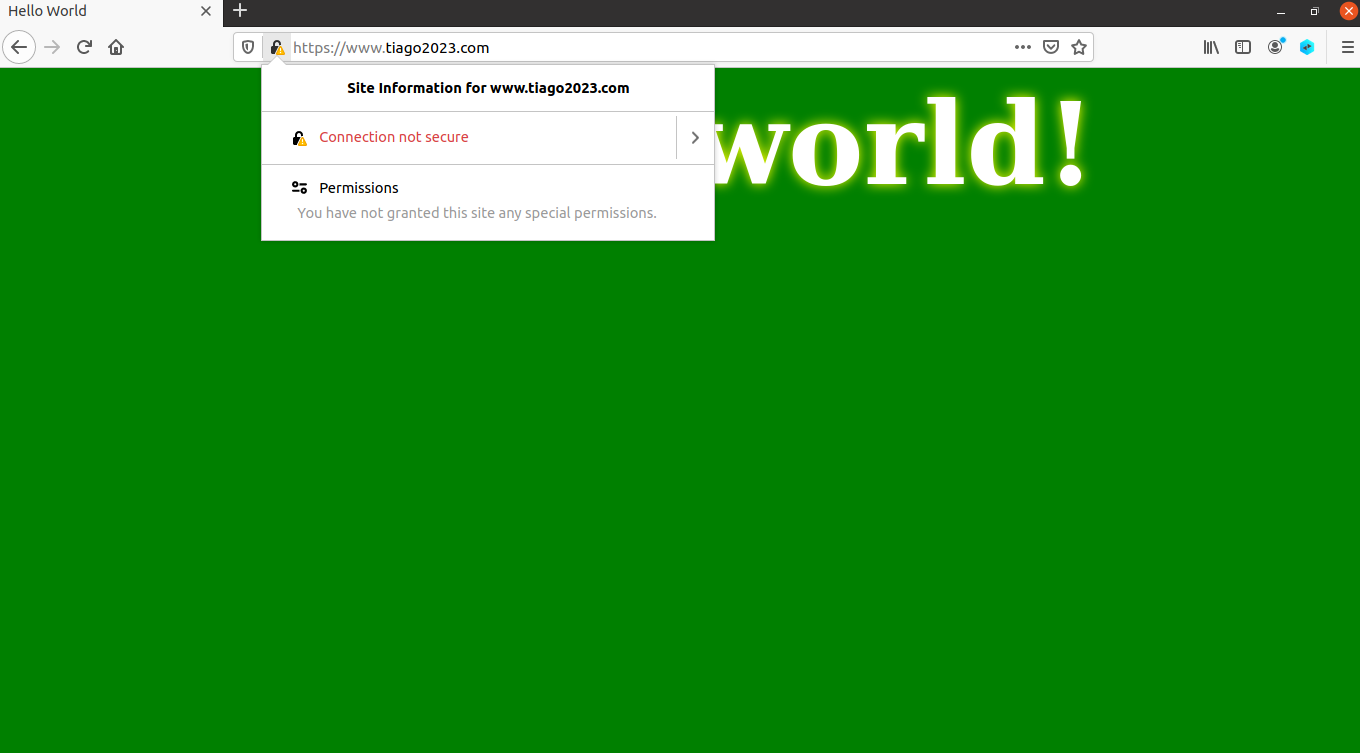 Hello World
https://www.tiago2023.com
Site Information for www.tiago2023.com
world!
Connection not secure
Permissions
You have not granted this site any special permissions.